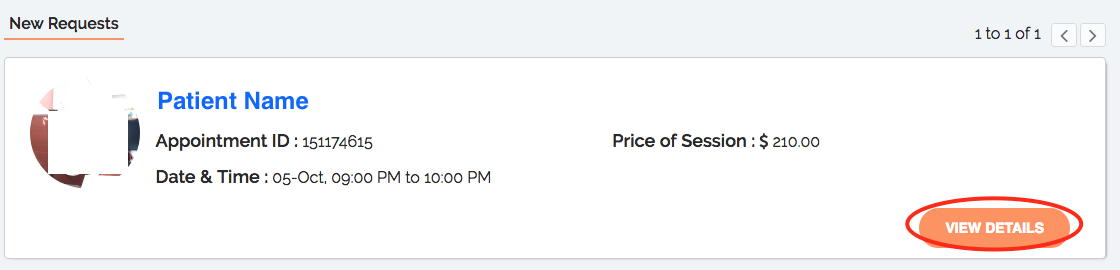 New Requests
1 to 1 of 1
Patient Name
Appointment ID : 151174615
Price of Session : $ 210.00
Date & Time : 05-Oct, 09:00 PM to 10:00 PM
VIEW DETAILS